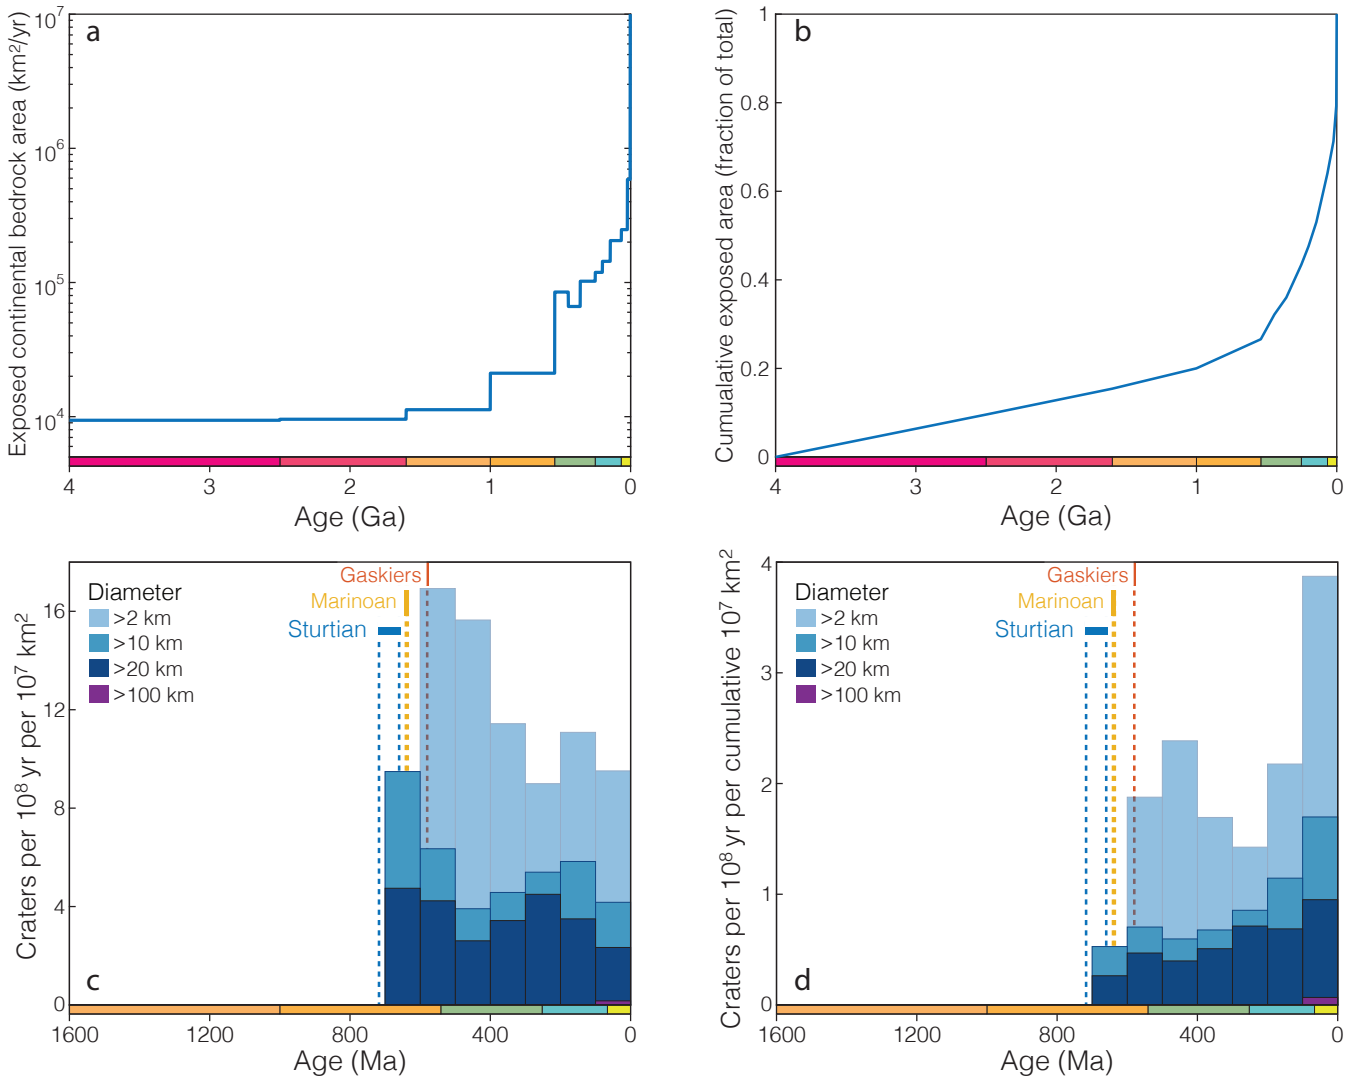 a
Exposed continental bedrock area (km²/yr)
10⁷
10⁶
10⁵
10⁴
4
3
2
1
0
Age (Ga)
b
Cumulative exposed area (fraction of total)
1
0.8
0.6
0.4
0.2
0
4
3
2
1
0
Age (Ga)
c
Craters per 10⁸ yr per 10⁷ km²
16
12
8
4
0
Diameter
>2 km
>10 km
>20 km
>100 km
Gaskiers
Marinoan
Sturtian
1600
1200
800
400
0
Age (Ma)
d
Craters per 10⁸ yr per cumulative 10⁷ km²
4
3
2
1
0
Diameter
>2 km
>10 km
>20 km
>100 km
Gaskiers
Marinoan
Sturtian
1600
1200
800
400
0
Age (Ma)